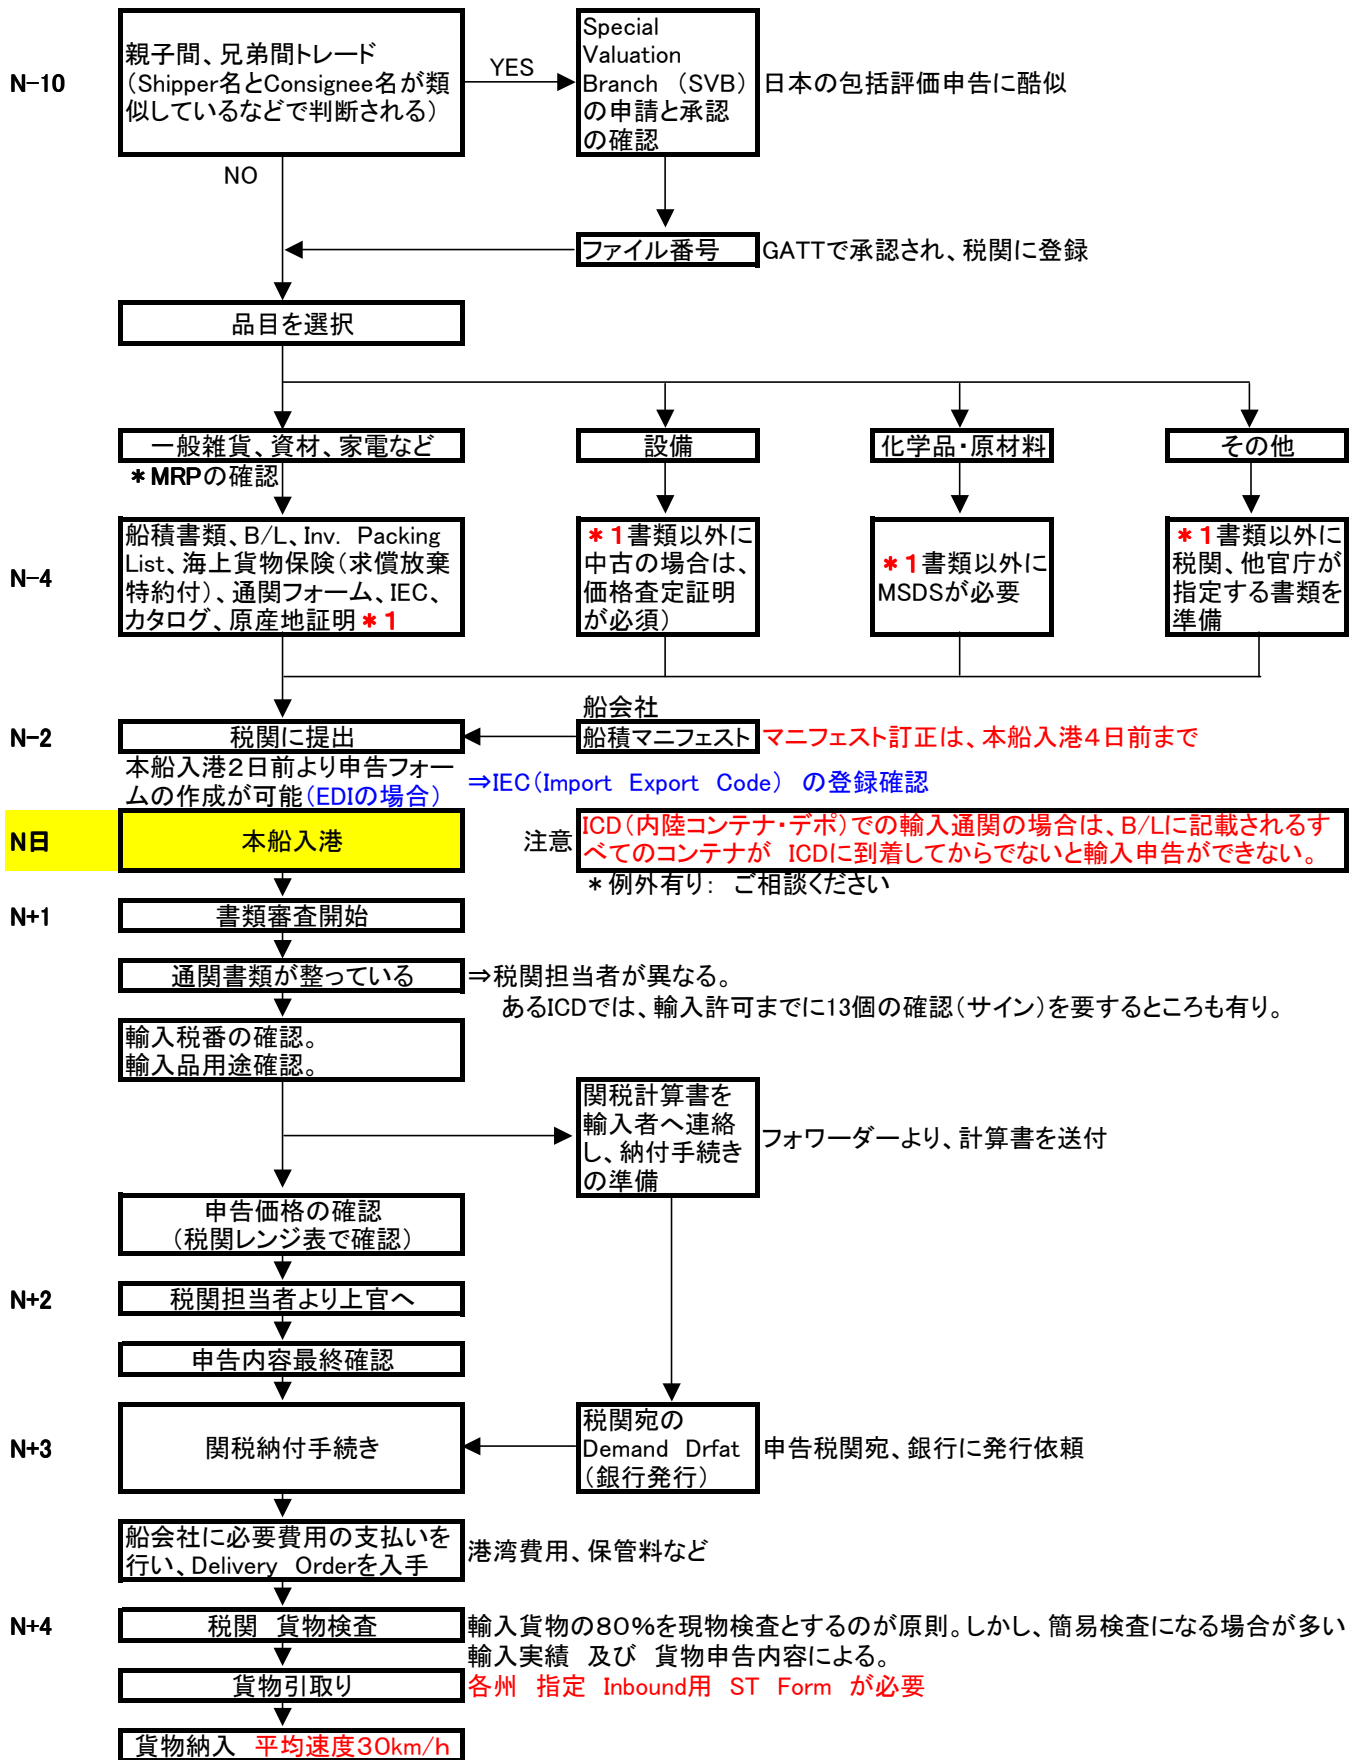 N-10
親子間、兄弟間トレード
（Shipper名とConsignee名が類
似しているなどで判断される）
YES
Special
Valuation
Branch （SVB）
の申請と承認
の確認
日本の包括評価申告に酷似
NO
ファイル番号
GATTで承認され、税関に登録
品目を選択
一般雑貨、資材、家電など
設備
化学品・原材料
その他
＊MRPの確認
N-4
船積書類、B/L、Inv. Packing
List、海上貨物保険（求償放棄
特約付）、通関フォーム、IEC、
カタログ、原産地証明＊1
＊1書類以外に
中古の場合は、
価格査定証明
が必須）
＊1書類以外に
MSDSが必要
＊1書類以外に
税関、他官庁が
指定する書類を
準備
船会社
N-2
税関に提出
船積マニフェスト
マニフェスト訂正は、本船入港4日前まで
本船入港2日前より申告フォー
ムの作成が可能（EDIの場合）
⇒IEC（Import Export Code） の登録確認
N日
本船入港
注意
ICD（内陸コンテナ・デポ）での輸入通関の場合は、B/Lに記載されるす
べてのコンテナが ICDに到着してからでないと輸入申告ができない。
＊例外有り： ご相談ください
N+1
書類審査開始
通関書類が整っている
⇒税関担当者が異なる。
あるICDでは、輸入許可までに13個の確認（サイン）を要するところも有り。
輸入税番の確認。
輸入品用途確認。
関税計算書を
輸入者へ連絡
し、納付手続き
の準備
フォワーダーより、計算書を送付
申告価格の確認
（税関レンジ表で確認）
N+2
税関担当者より上官へ
申告内容最終確認
N+3
関税納付手続き
税関宛の
Demand Drfat
（銀行発行）
申告税関宛、銀行に発行依頼
船会社に必要費用の支払いを
行い、Delivery Orderを入手
港湾費用、保管料など
N+4
税関 貨物検査
輸入貨物の80%を現物検査とするのが原則。しかし、簡易検査になる場合が多い
輸入実績 及び 貨物申告内容による。
貨物引取り
各州 指定 Inbound用 ST Form が必要
貨物納入 平均速度30km/h